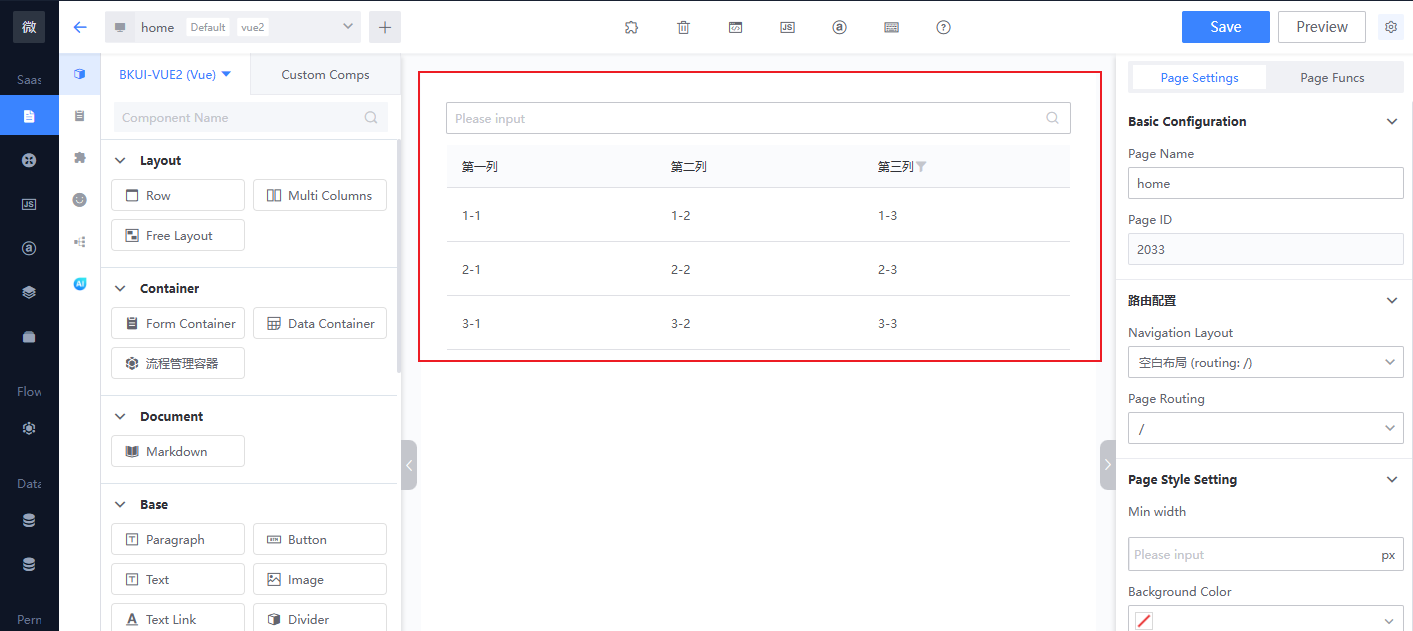 微
home
Default
vue2
JS
a
?
Save
Preview
Saas
JS
a
Flow
Data
Perm
AI
BKUI-VUE2 (Vue)
Custom Comps
Component Name
Layout
Row
Multi Columns
Free Layout
Container
Form Container
Data Container
流程管理容器
Document
Markdown
Base
T Paragraph
Button
T Text
Image
A Text Link
Divider
Please input
第一列
第二列
第三列
1-1
1-2
1-3
2-1
2-2
2-3
3-1
3-2
3-3
Page Settings
Page Funcs
Basic Configuration
Page Name
home
Page ID
2033
路由配置
Navigation Layout
空白布局 (routing: /)
Page Routing
/
Page Style Setting
Min width
Please input
px
Background Color